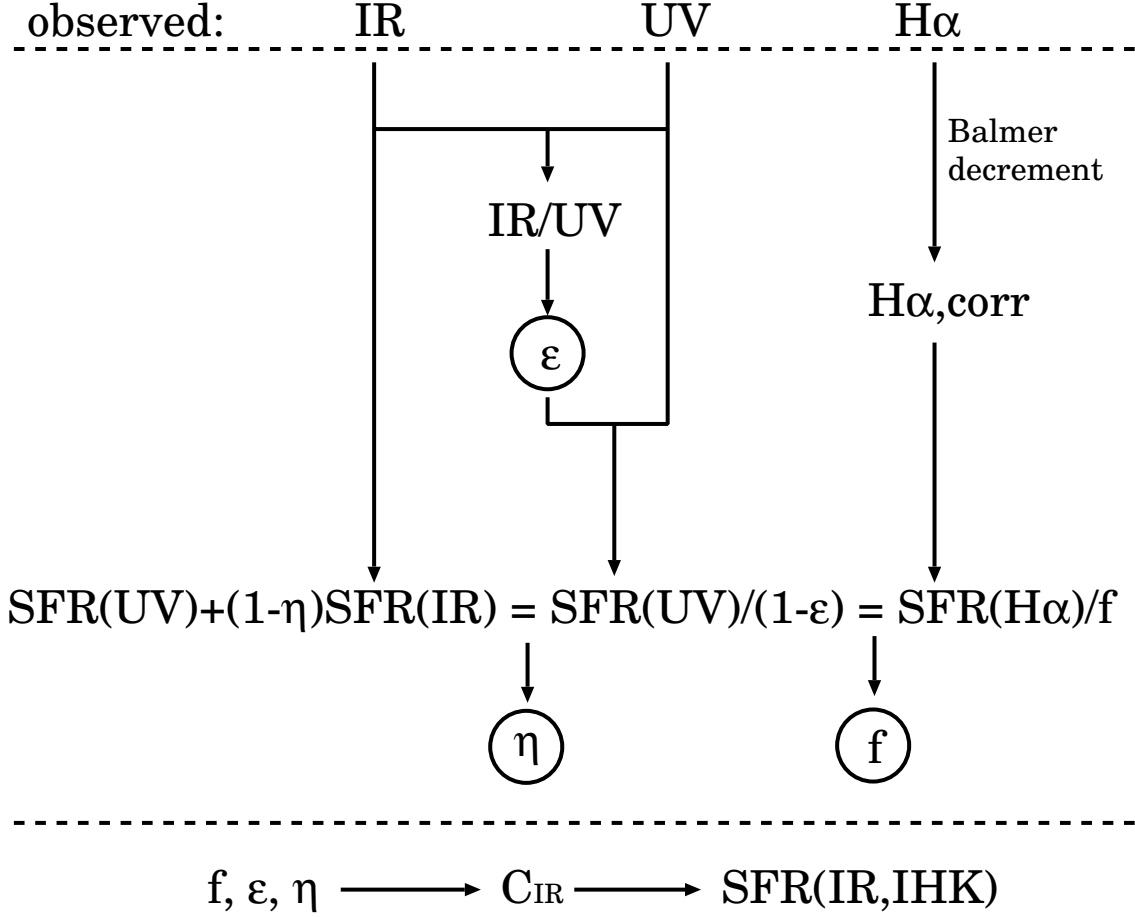 observed: IR UV Hα
Balmer
decrement
IR/UV
Hα,corr
ε
SFR(UV)+(1-η)SFR(IR) = SFR(UV)/(1-ε) = SFR(Hα)/f
η f
f, ε, η CIR SFR(IR,IHK)